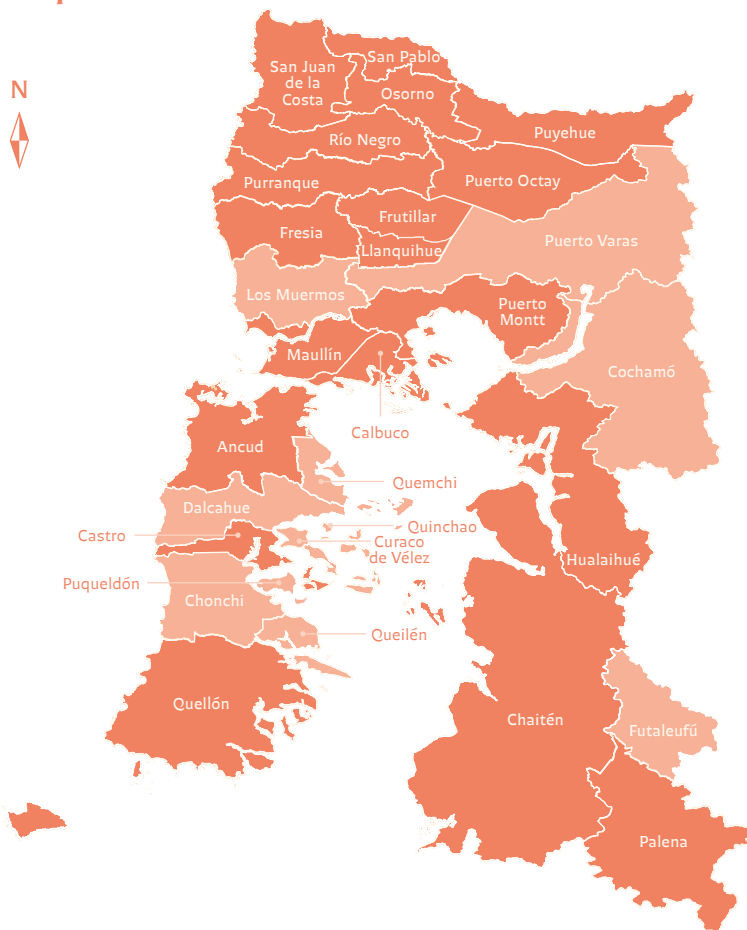 San Pablo
San Juan
de la
Costa
N
Osorno
Puyehue
Río Negro
Puerto Octay
Purranque
Frutillar
Fresia
Puerto Varas
Llanquihue
Los Muermos
Puerto
Montt
Maullín
Cochamó
Calbuco
Ancud
Quemchi
Dalcahue
Quinchao
Castro
Curaco
de Vélez
Hualaihué
Puqueldón
Chonchi
Queilén
Quellón
Chaitén
Futaleufú
Palena